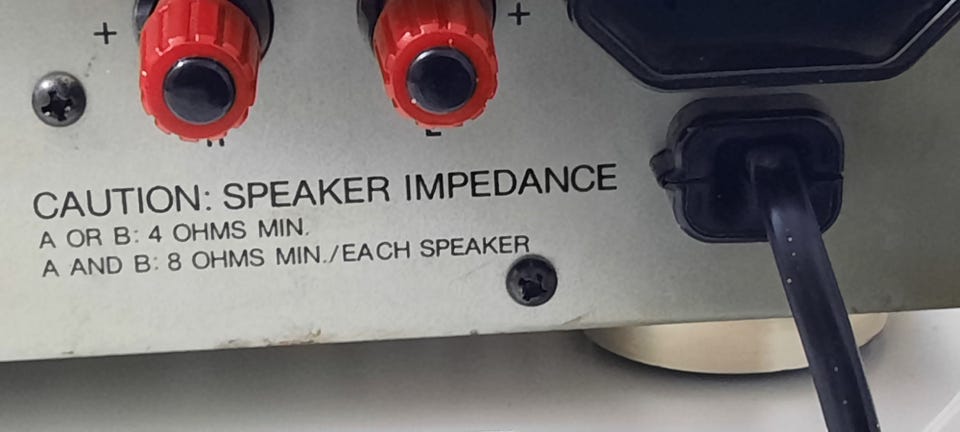 + +
CAUTION: SPEAKER IMPEDANCE
A OR B: 4 OHMS MIN.
A AND B: 8 OHMS MIN./EACH SPEAKER